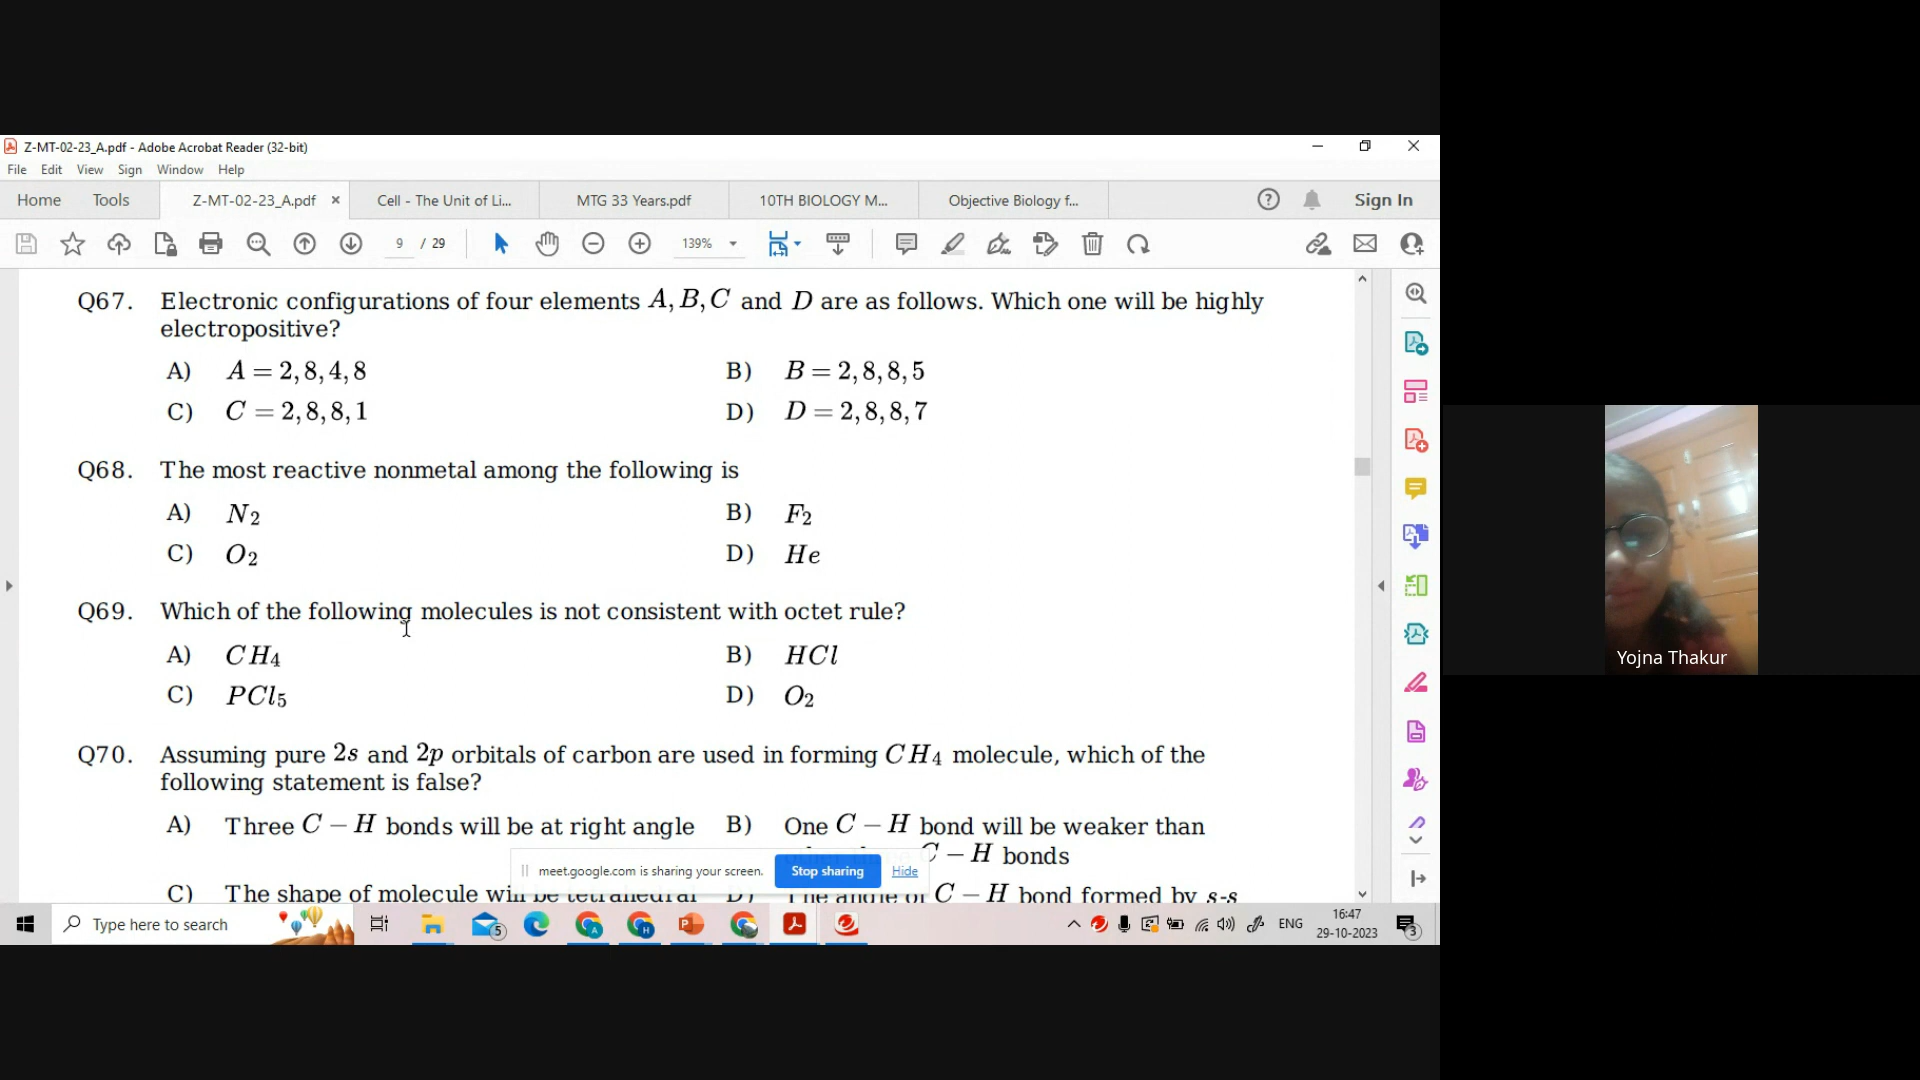 Z-MT-02-23_A.pdf - Adobe Acrobat Reader (32-bit)
File Edit View Sign Window Help
Home Tools Z-MT-02-23_A.pdf × Cell - The Unit of Li... MTG 33 Years.pdf 10TH BIOLOGY M... Objective Biology f... Sign In
9 / 29 139%
Q67. Electronic configurations of four elements A, B, C and D are as follows. Which one will be highly
electropositive?
A) A = 2, 8, 4, 8 B) B = 2, 8, 8, 5
C) C = 2, 8, 8, 1 D) D = 2, 8, 8, 7
Q68. The most reactive nonmetal among the following is
A) N₂ B) F₂
C) O₂ D) He
Q69. Which of the following molecules is not consistent with octet rule?
A) CH₄ B) HCl
C) PCl₅ D) O₂
Q70. Assuming pure 2s and 2p orbitals of carbon are used in forming CH₄ molecule, which of the
following statement is false?
A) Three C − H bonds will be at right angle B) One C − H bond will be weaker than
C − H bonds
meet.google.com is sharing your screen. Stop sharing Hide
C) The shape of molecule will be tetrahedral D) The angle of C − H bond formed by s-s
Type here to search 5 A H ENG 16:47
29-10-2023 3
Yojna Thakur